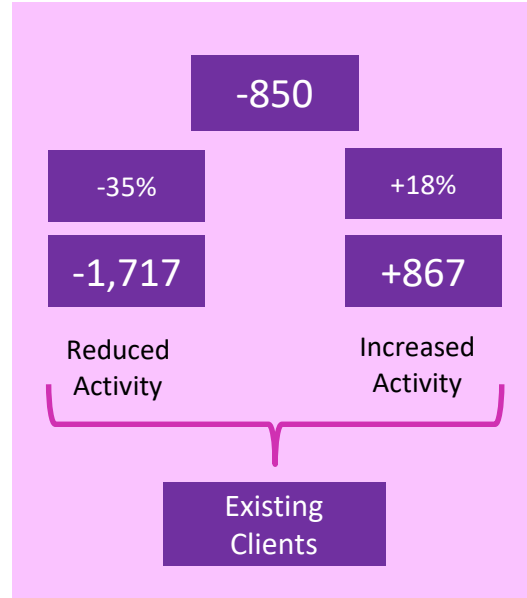 -850
-35%
+18%
-1,717
+867
Reduced
Activity
Increased
Activity
Existing
Clients